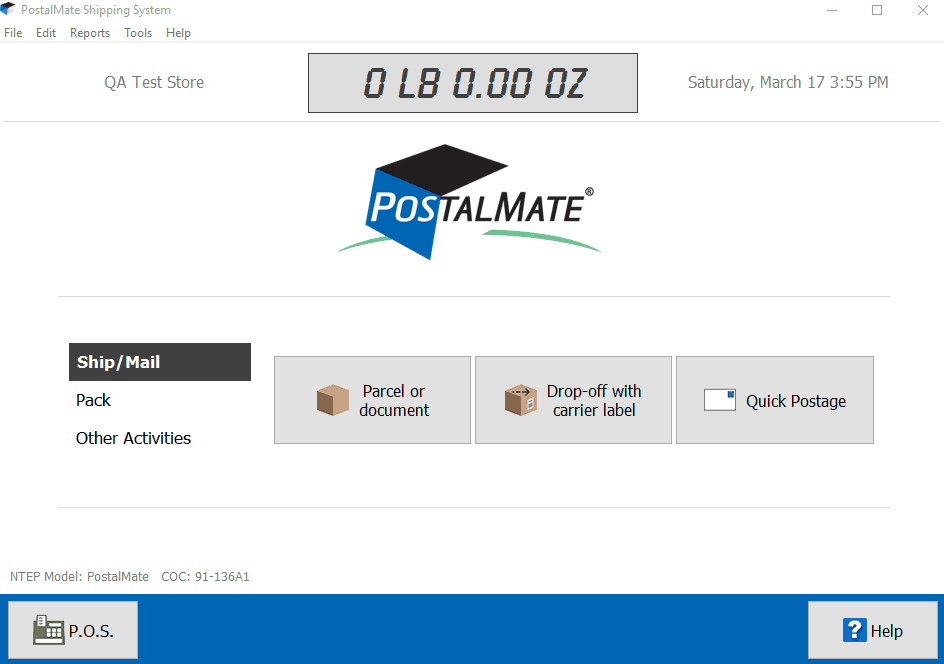 PostalMate Shipping System
File Edit Reports Tools Help
QA Test Store
0 LB 0.00 OZ
Saturday, March 17 3:55 PM
POSTALMATE®
Ship/Mail
Pack
Other Activities
Parcel or
document
Drop-off with
carrier label
Quick Postage
NTEP Model: PostalMate COC: 91-136A1
P.O.S.
? Help